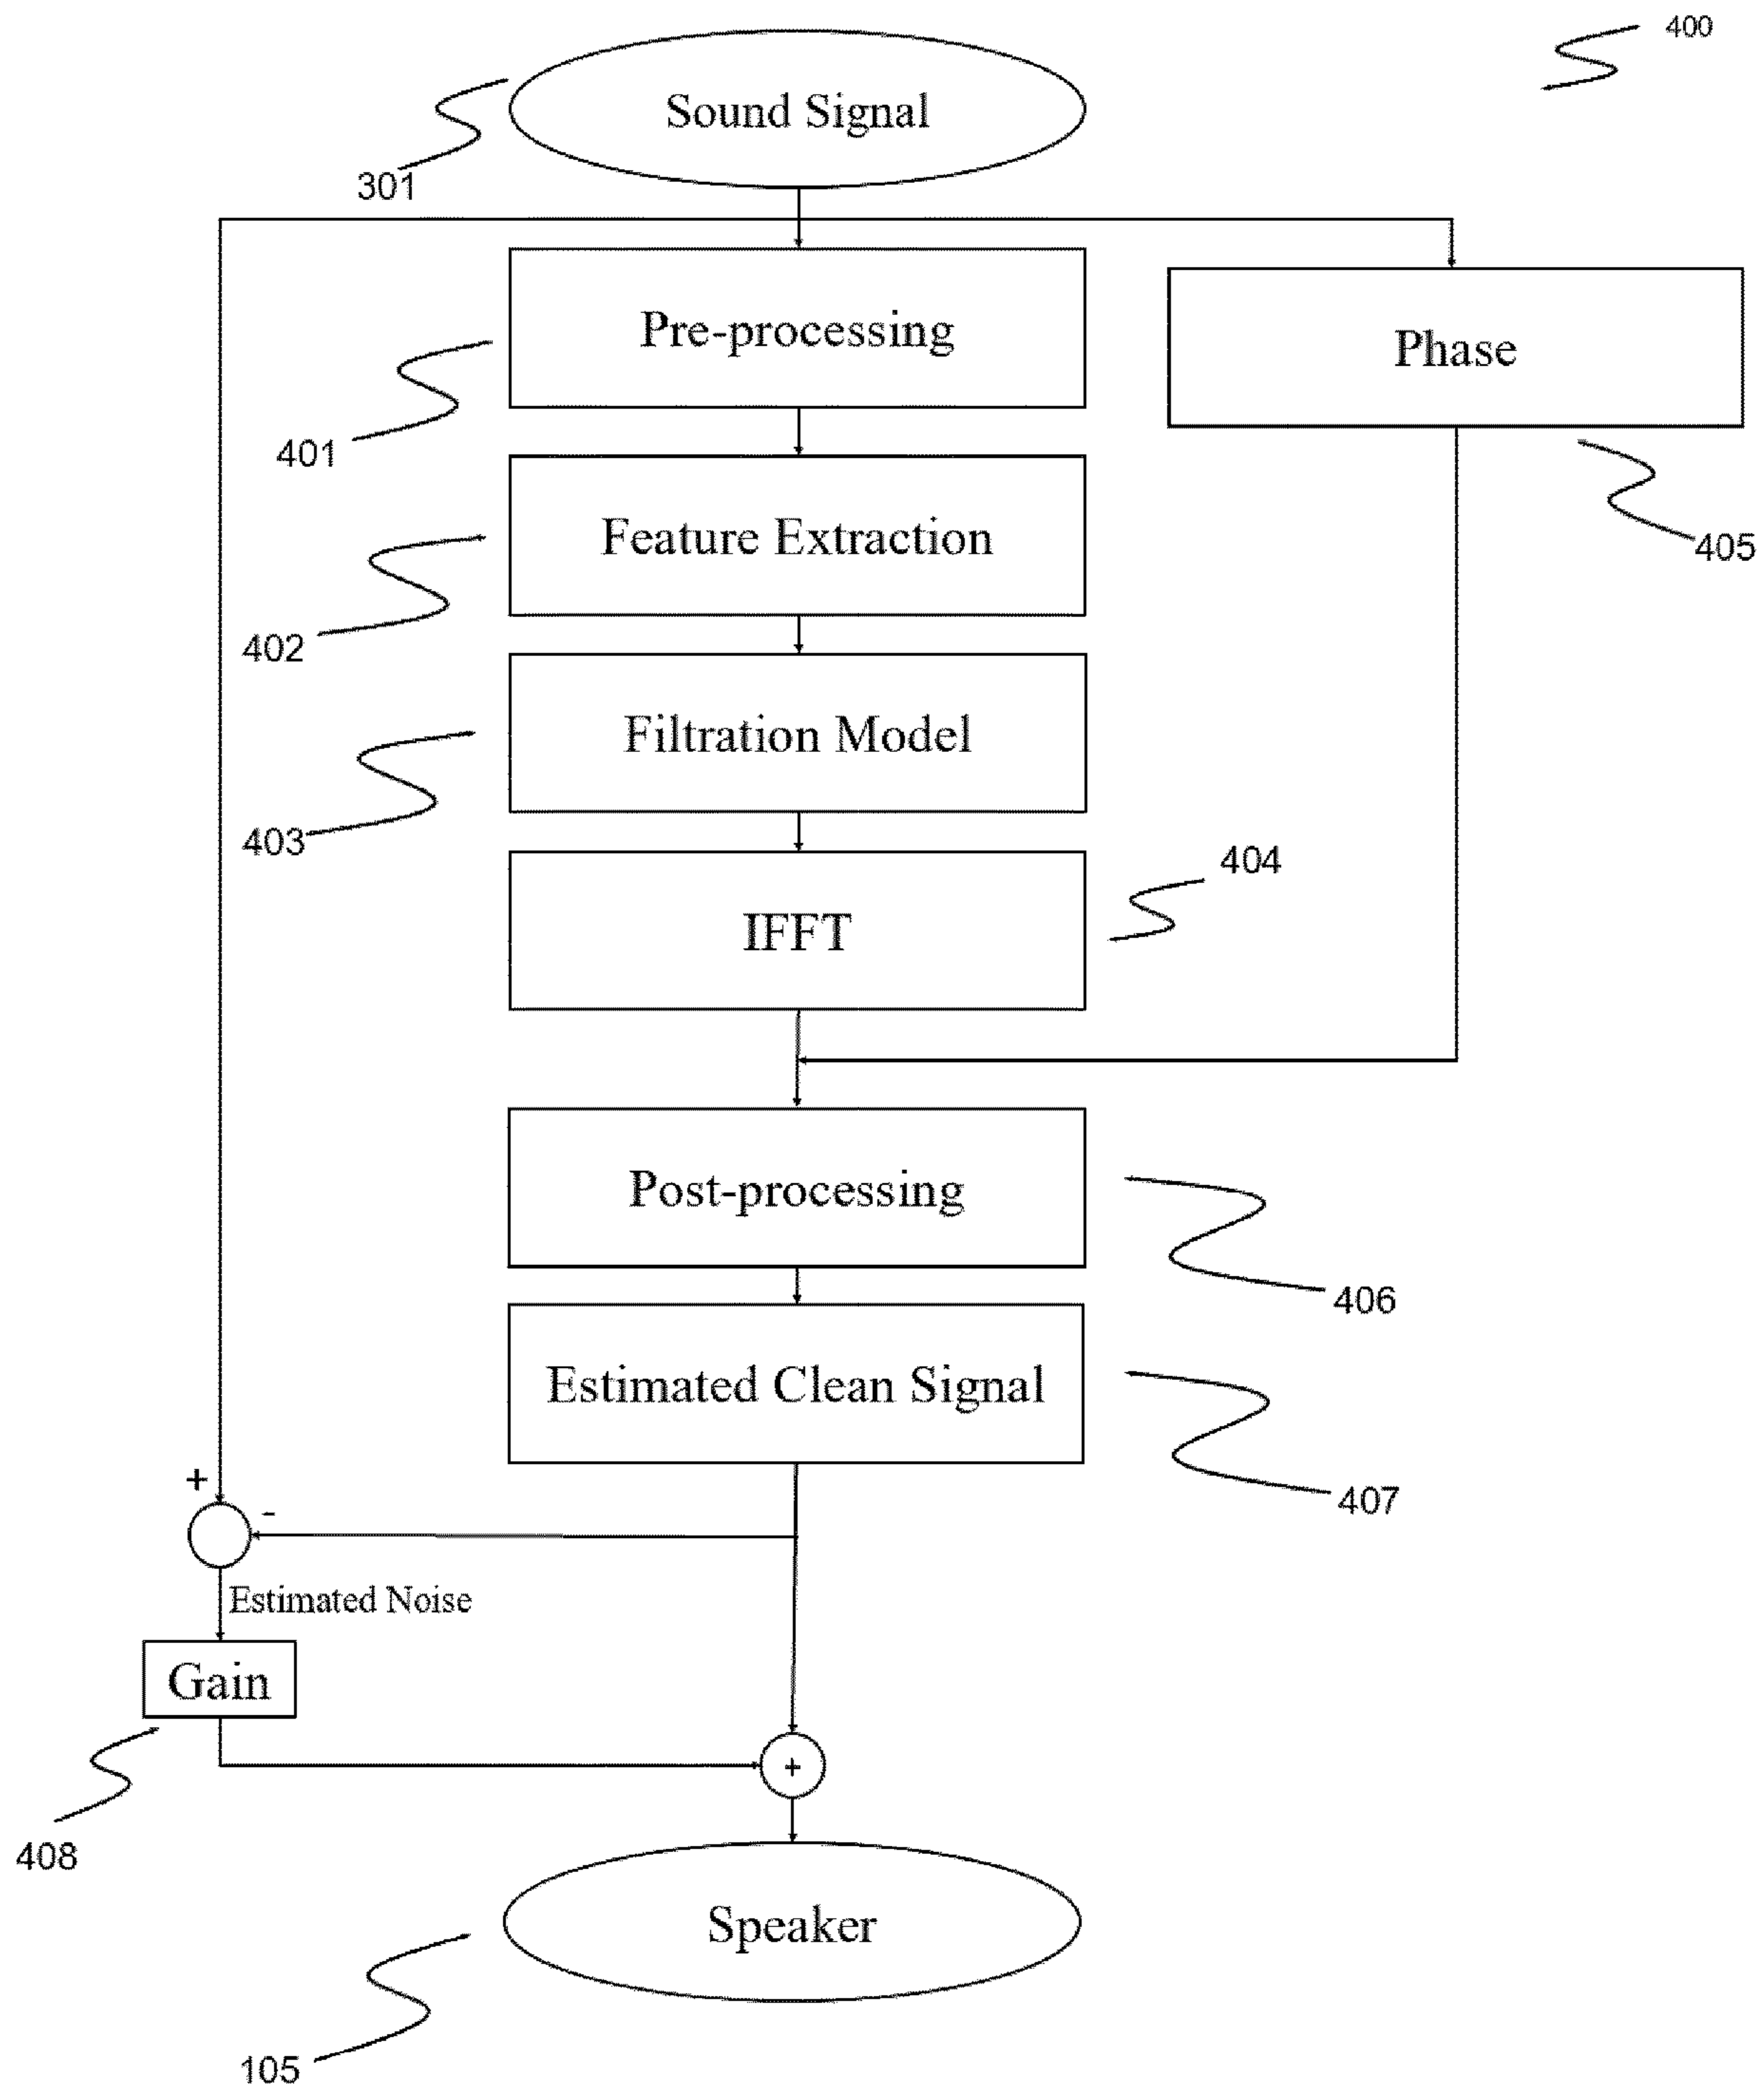 400
Sound Signal
301
Pre-processing
Phase
401
405
Feature Extraction
402
Filtration Model
403
404
IFFT
Post-processing
406
Estimated Clean Signal
407
+
-
Estimated Noise
Gain
408
+
Speaker
105